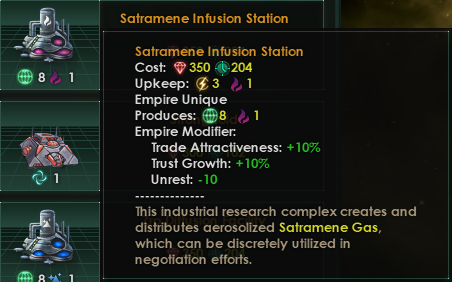 Satramene Infusion Station
Satramene Infusion Station
Cost: 350 204
Upkeep: 3 1
Empire Unique
Produces: 8 1
Empire Modifier:
Trade Attractiveness: +10%
Trust Growth: +10%
Unrest: -10
--------------
This industrial research complex creates and
distributes aerosolized Satramene Gas,
which can be discretely utilized in
negotiation efforts.
8 1
1
8 1